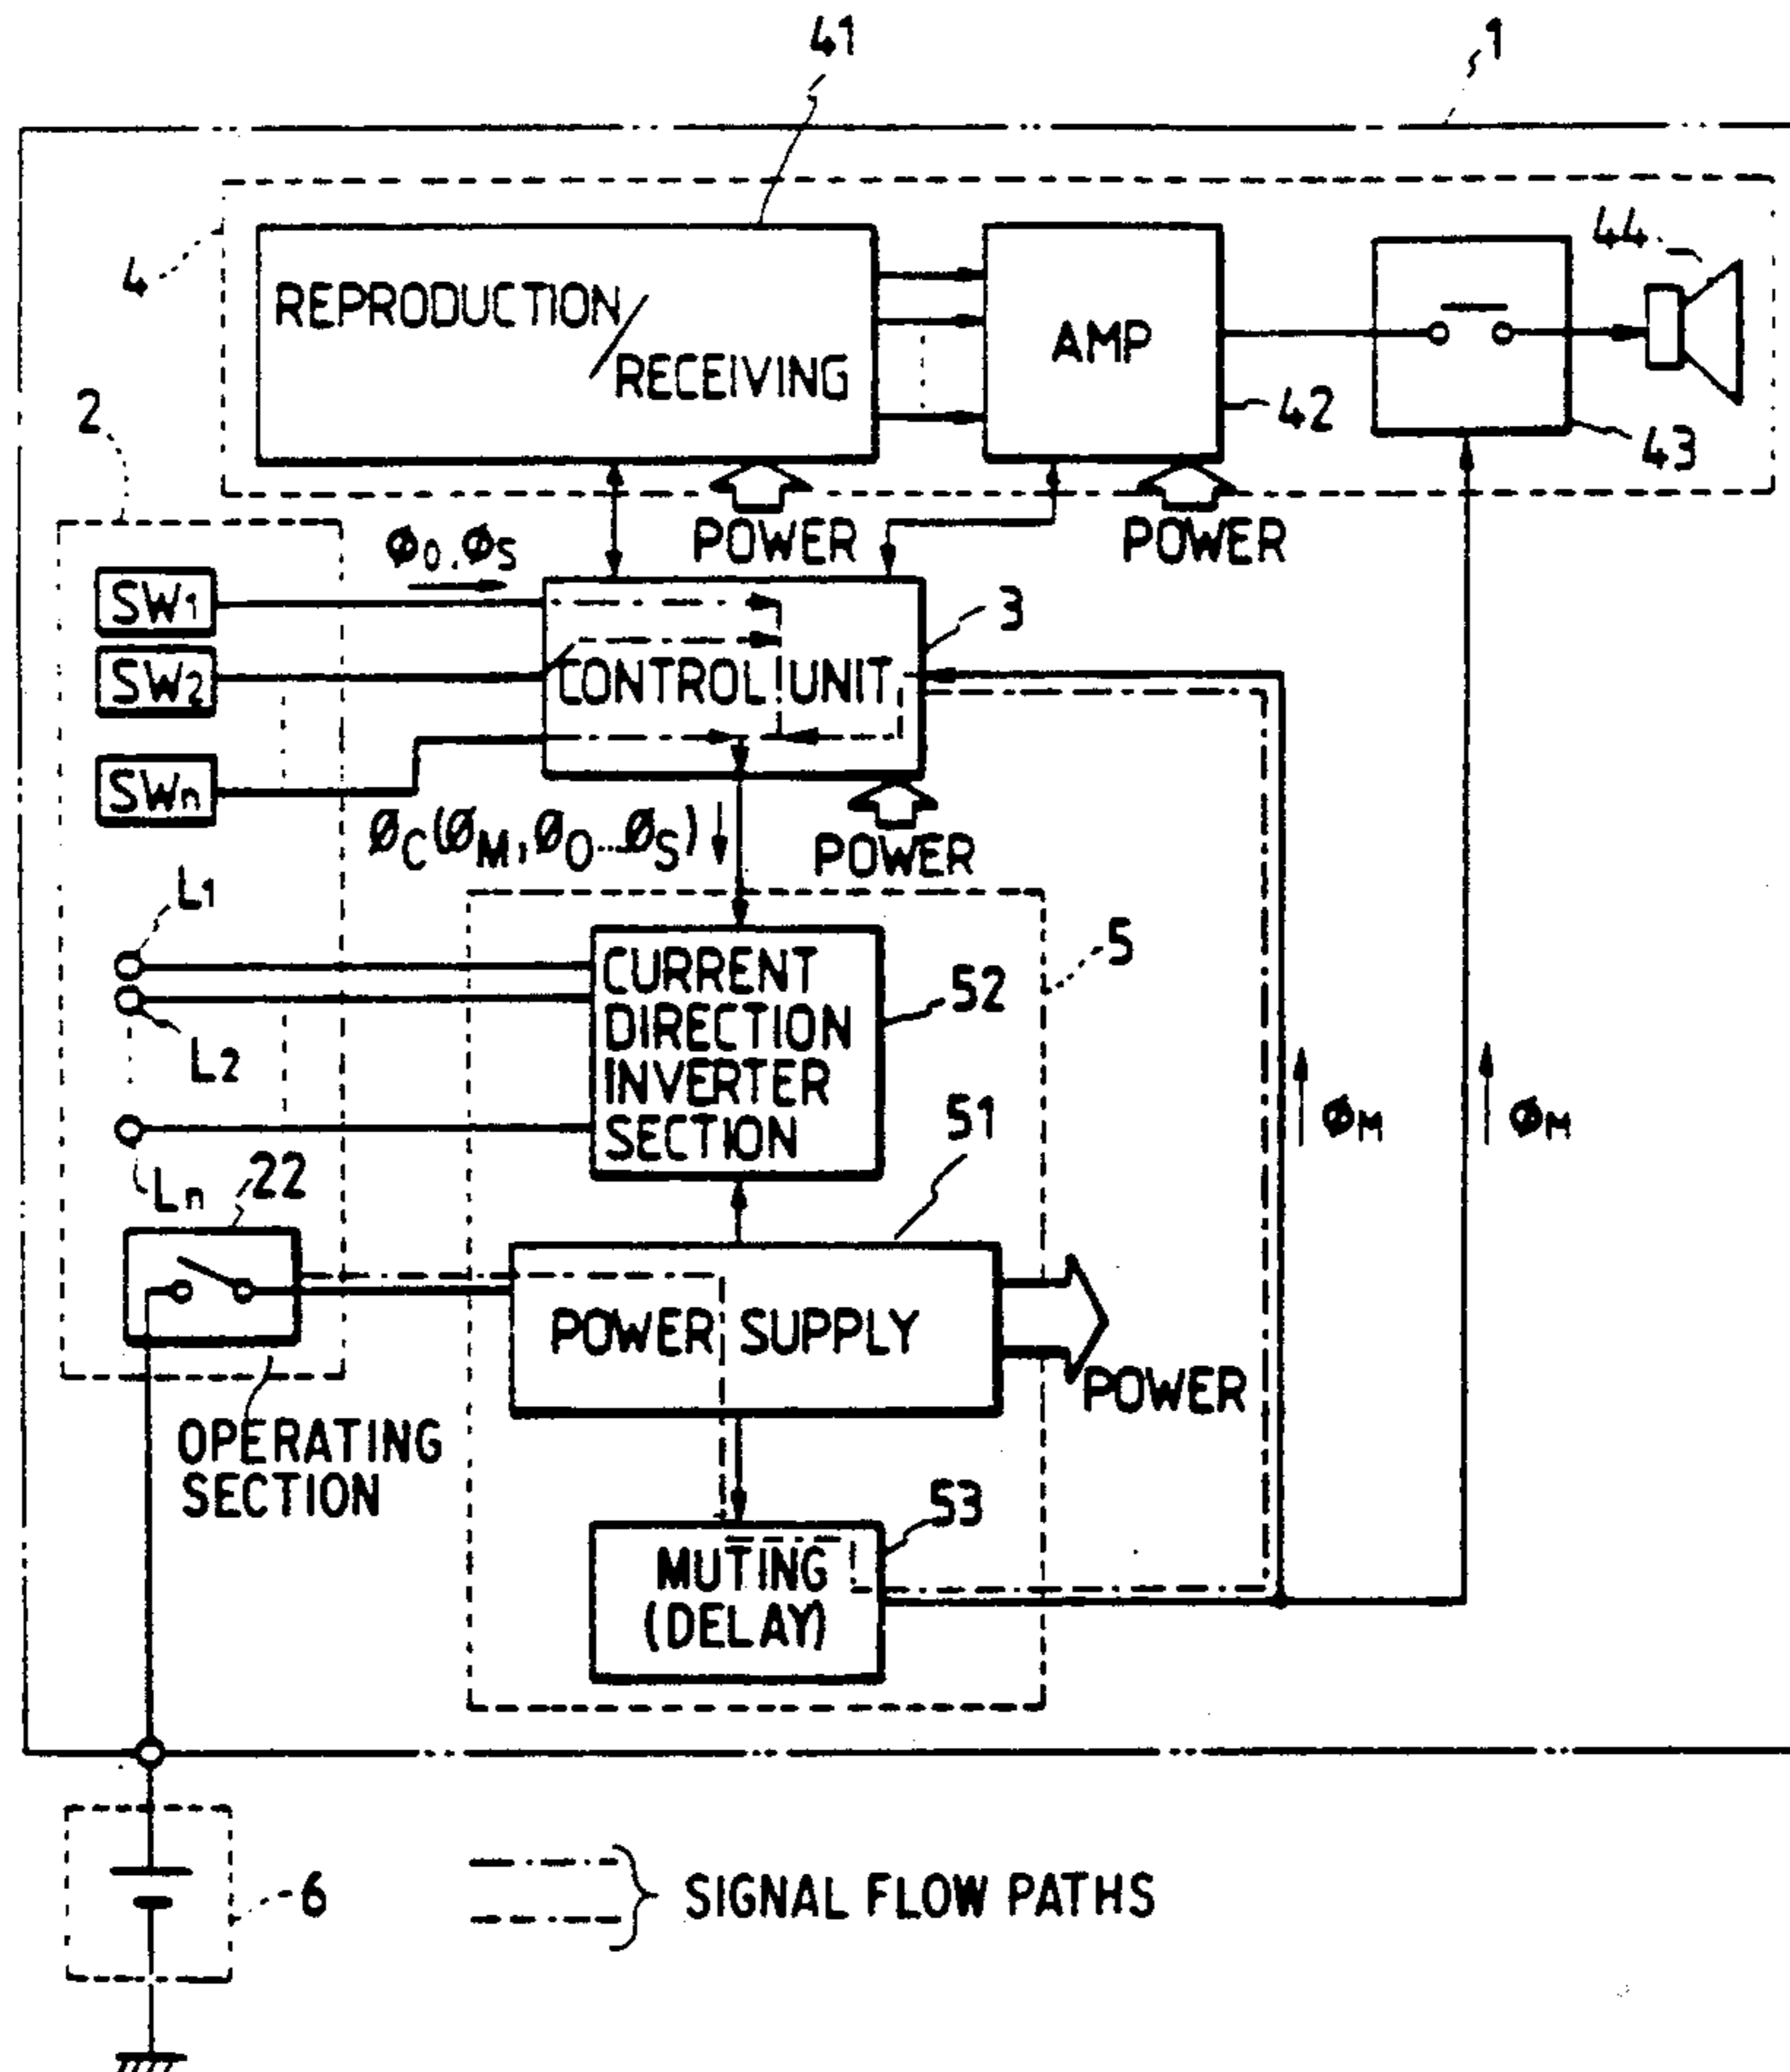 41
1
4
REPRODUCTION/
/RECEIVING
AMP
42
43
44
2
POWER
POWER
ϕO.ϕS
SW1
SW2
SWn
CONTROL UNIT
3
ϕC(ϕM,ϕO...ϕS)
POWER
L1
L2
Ln
CURRENT
DIRECTION
INVERTER
SECTION
52
5
51
22
ϕM
ϕM
POWER SUPPLY
POWER
OPERATING
SECTION
53
MUTING
(DELAY)
6
SIGNAL FLOW PATHS